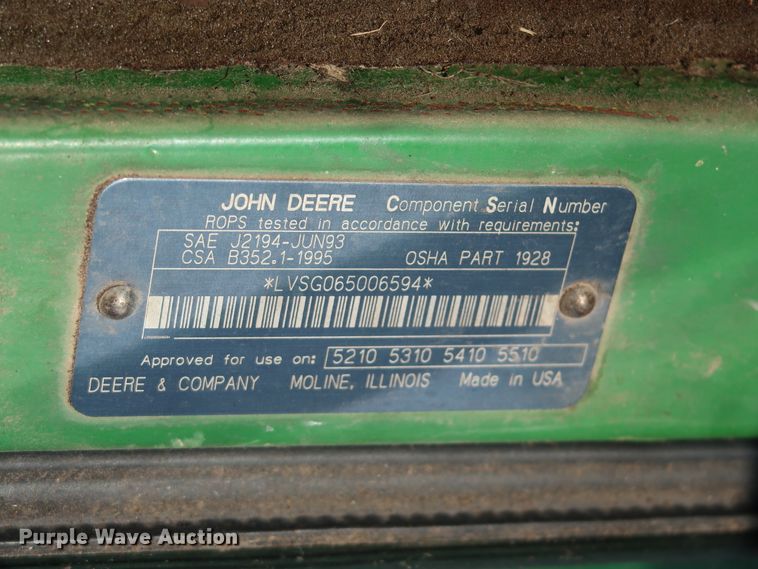 JOHN DEERE Component Serial Number
ROPS tested in accordance with requirements:
SAE J2194-JUN93
CSA B352.1-1995 OSHA PART 1928
*LVSG065006594*
Approved for use on: 5210 5310 5410 5510
DEERE & COMPANY MOLINE, ILLINOIS Made in USA
Purple Wave Auction